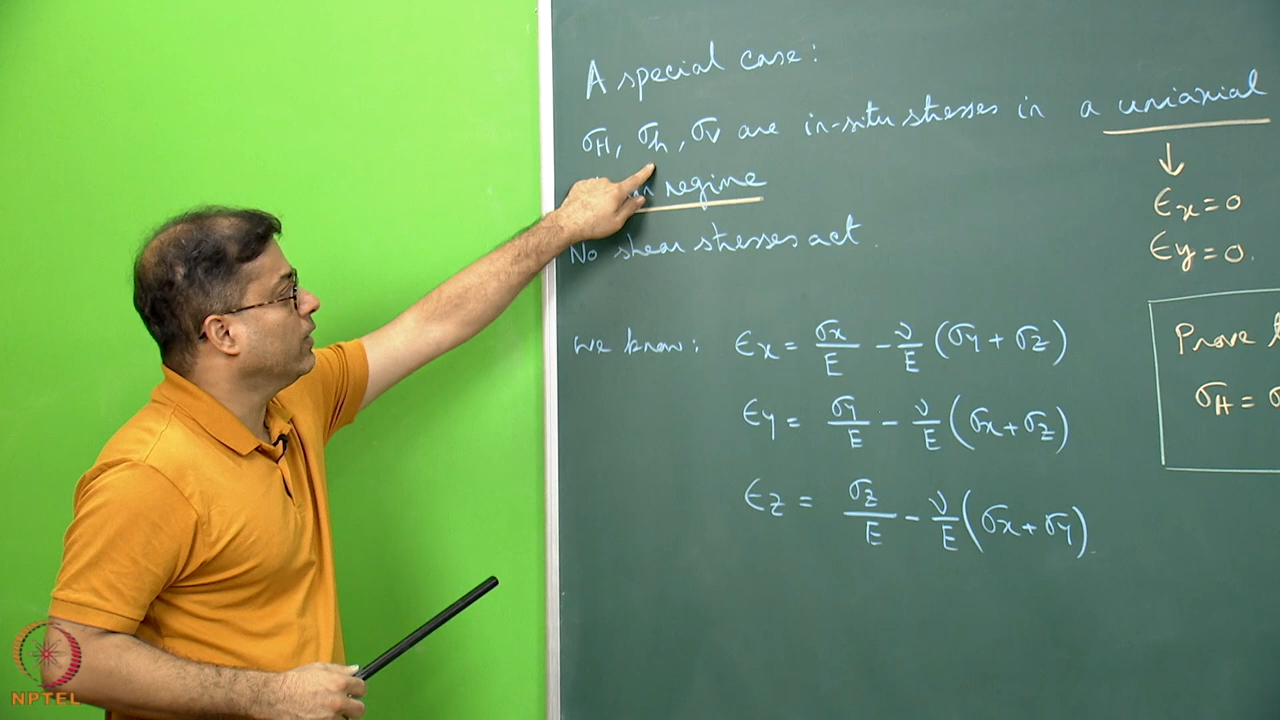 A special case:
σH, σh, σv are in-situ stresses in a uniaxial
regime
No shear stresses act.
↓
εx = 0
εy = 0.
we know: εx = σx/E - ν/E (σy + σz)
εy = σy/E - ν/E (σx + σz)
εz = σz/E - ν/E (σx + σy)
Prove
σH = σ
NPTEL